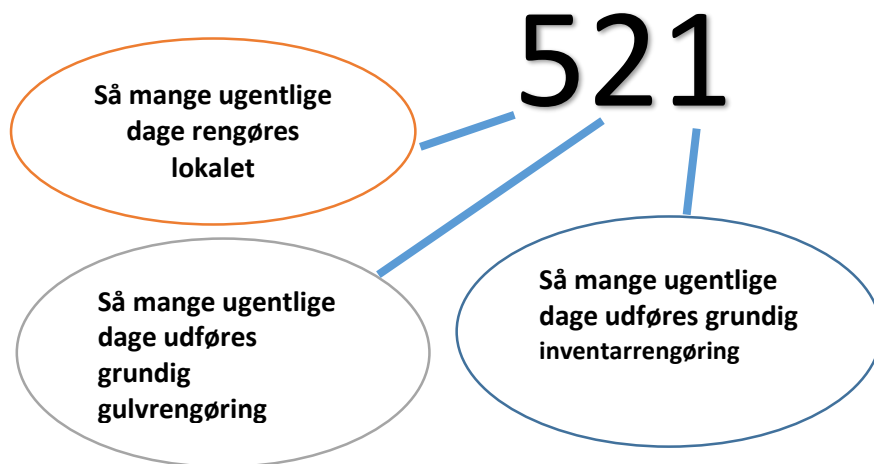 521
Så mange ugentlige
dage rengøres
lokalet
Så mange ugentlige
dage udføres
grundig
gulvrengøring
Så mange ugentlige
dage udføres grundig
inventarrengøring